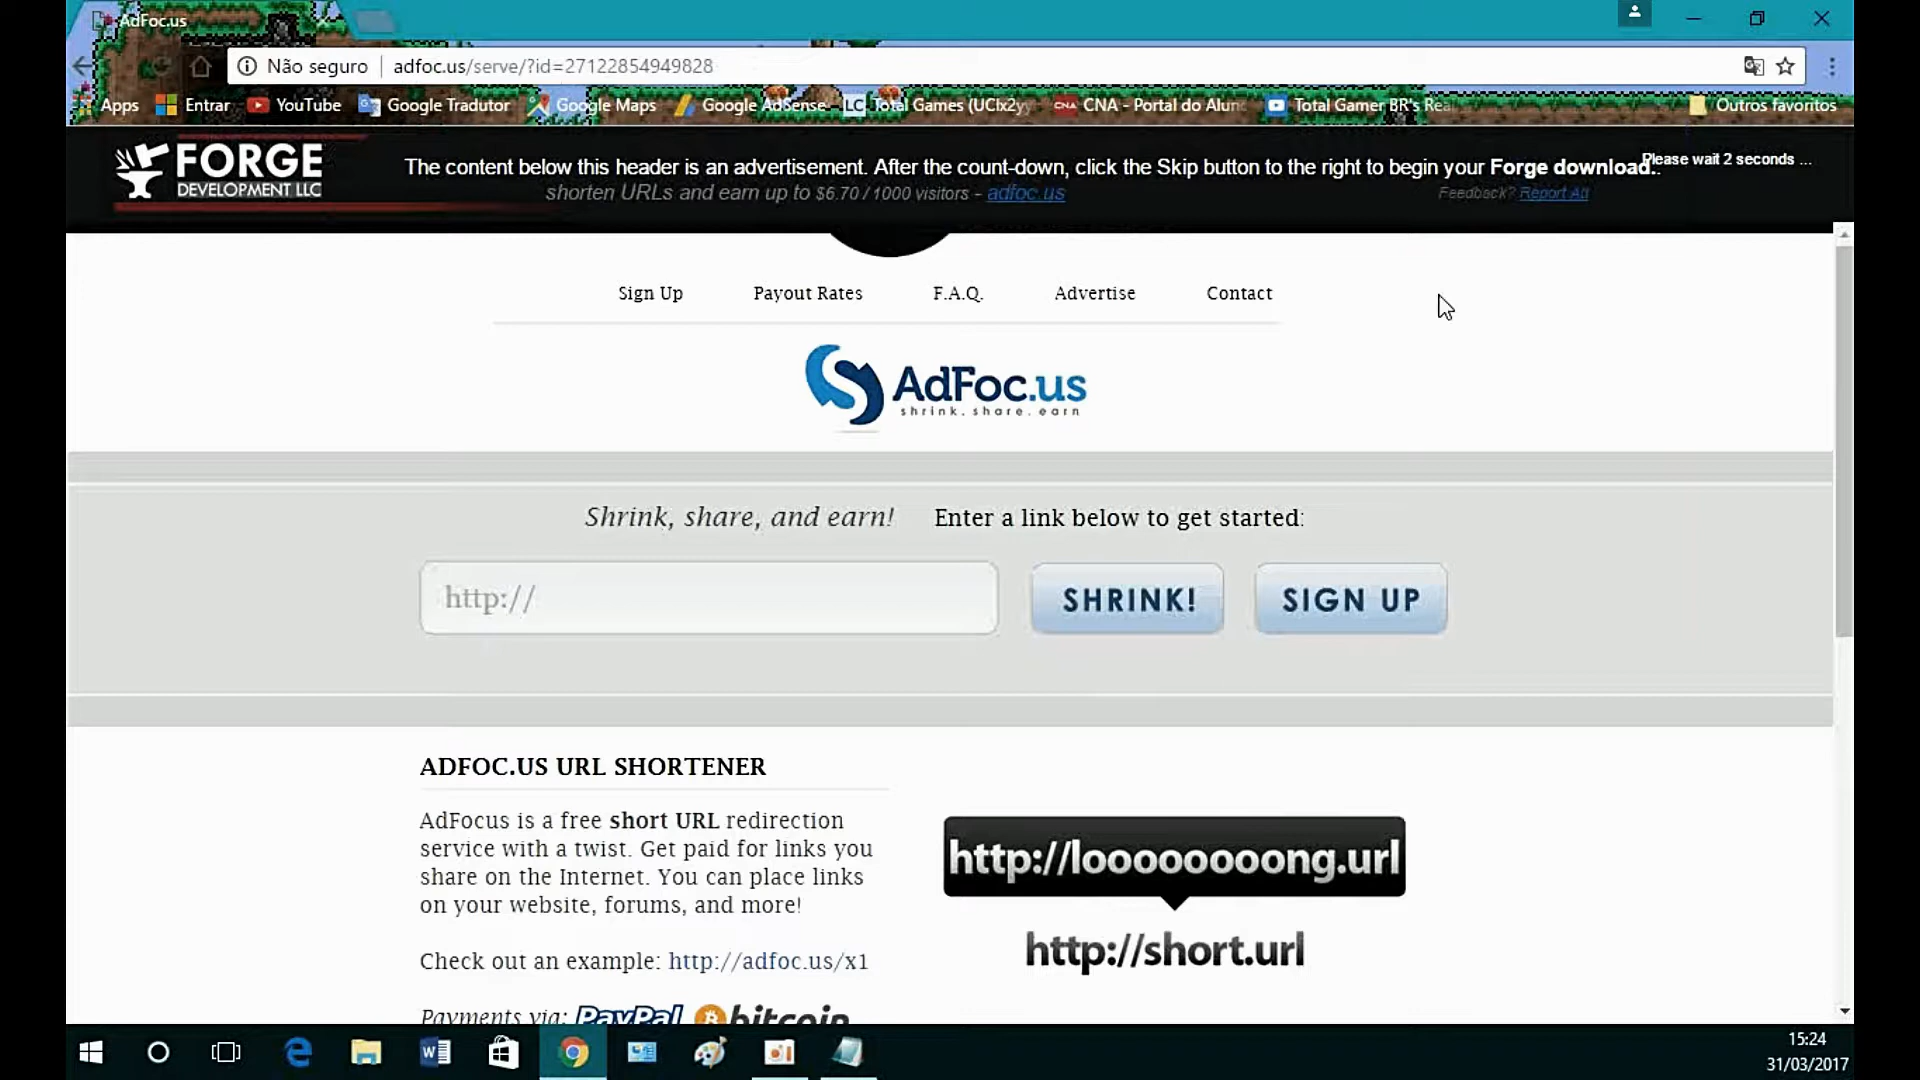 AdFoc.us
Não seguro adfoc.us/serve/?id=27122854949828
Apps Entrar YouTube Google Tradutor Google Maps Google AdSense LC Total Games (UCIx2yy CNA CNA - Portal do Alun Total Gamer BR's Rea Outros favoritos
FORGE
DEVELOPMENT LLC
The content below this header is an advertisement. After the count-down, click the Skip button to the right to begin your Forge download..
Please wait 2 seconds ...
shorten URLs and earn up to $6.70 / 1000 visitors - adfoc.us
Feedback? Report Ad
Sign Up Payout Rates F.A.Q. Advertise Contact
AdFoc.us
shrink. share. earn
Shrink, share, and earn! Enter a link below to get started:
http:// SHRINK! SIGN UP
ADFOC.US URL SHORTENER
AdFocus is a free short URL redirection
service with a twist. Get paid for links you
share on the Internet. You can place links
on your website, forums, and more!
Check out an example: http://adfoc.us/x1
Payments via: PayPal bitcoin
http://looooooooong.url
http://short.url
15:24
31/03/2017